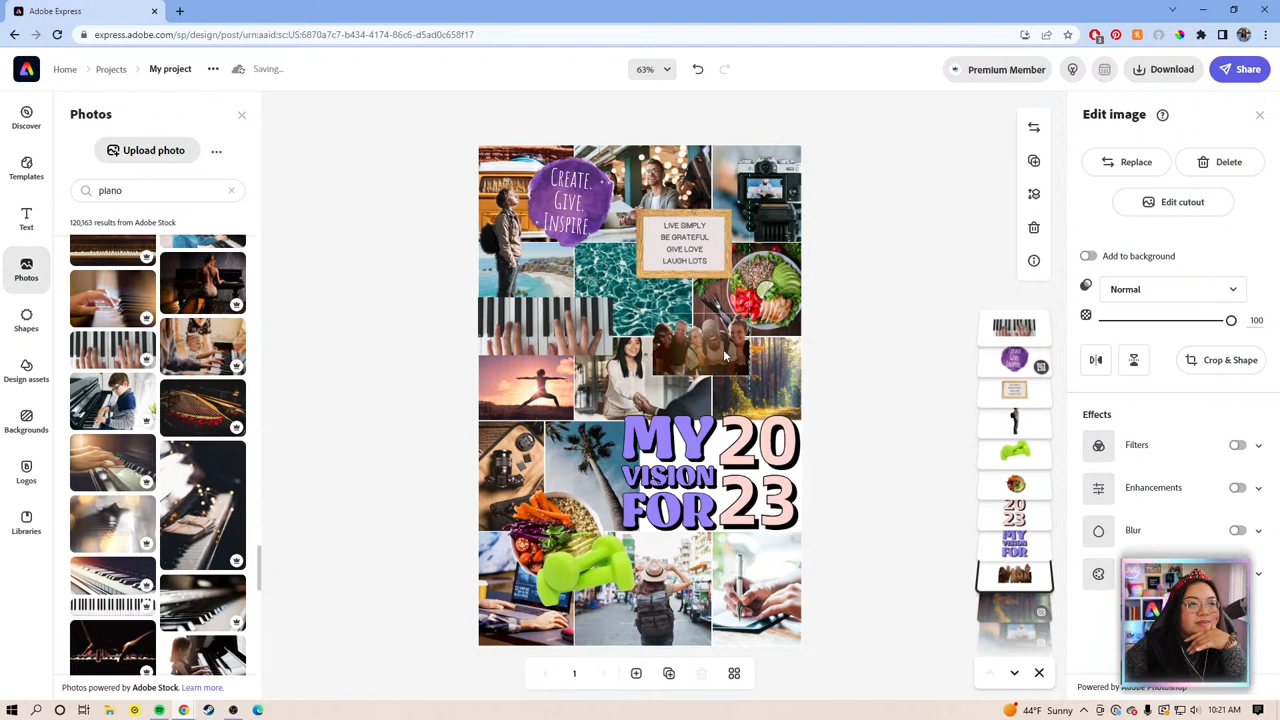 Adobe Express
express.adobe.com/sp/design/post/urn:aaid:sc:US:6870a7c7-b434-4174-86c6-d5ad0c658f17
Home
Projects
My project
Saving...
63%
Premium Member
Download
Share
Discover
Templates
Text
Photos
Shapes
Design assets
Backgrounds
Logos
Libraries
Photos
Upload photo
piano
120,163 results from Adobe Stock
Photos powered by Adobe Stock. Learn more.
CREATE.
GIVE.
INSPIRE.
LIVE SIMPLY
BE GRATEFUL
GIVE LOVE
LAUGH LOTS
MY
VISION
FOR
20
23
1
Edit image
Replace
Delete
Edit cutout
Add to background
Normal
100
Crop & Shape
Effects
Filters
Enhancements
Blur
Powered by Adobe Photoshop
44°F Sunny
10:21 AM